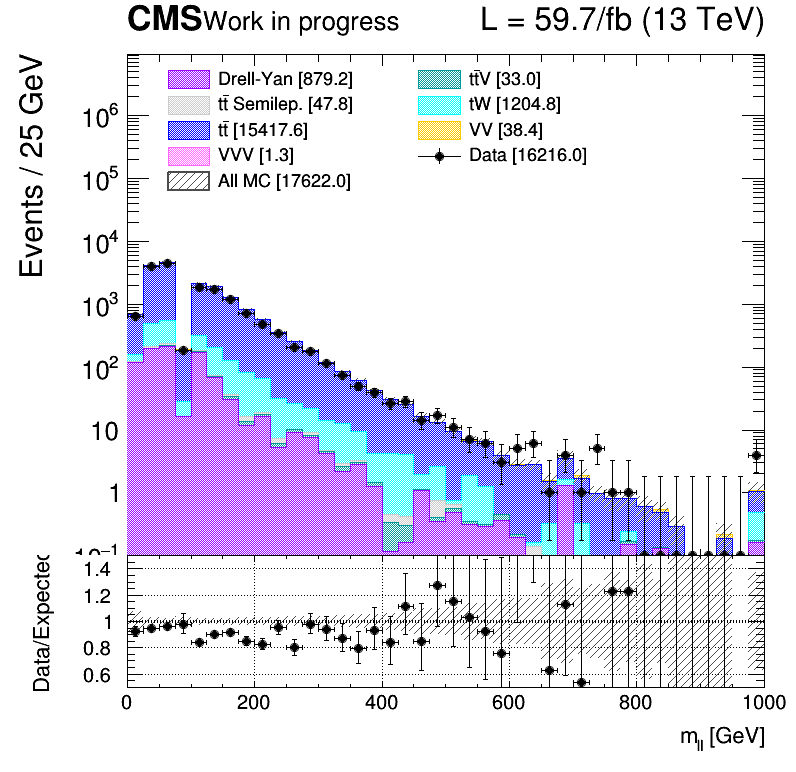 CMS Work in progress L = 59.7/fb (13 TeV)
Events / 25 GeV
Drell-Yan [879.2] tt̄V [33.0]
tt̄ Semilep. [47.8] tW [1204.8]
tt̄ [15417.6] VV [38.4]
VVV [1.3] Data [16216.0]
All MC [17622.0]
10⁶
10⁵
10⁴
10³
10²
10
1
10⁻¹
Data/Expected
1.4
1.2
1
0.8
0.6
0 200 400 600 800 1000
m_ll [GeV]